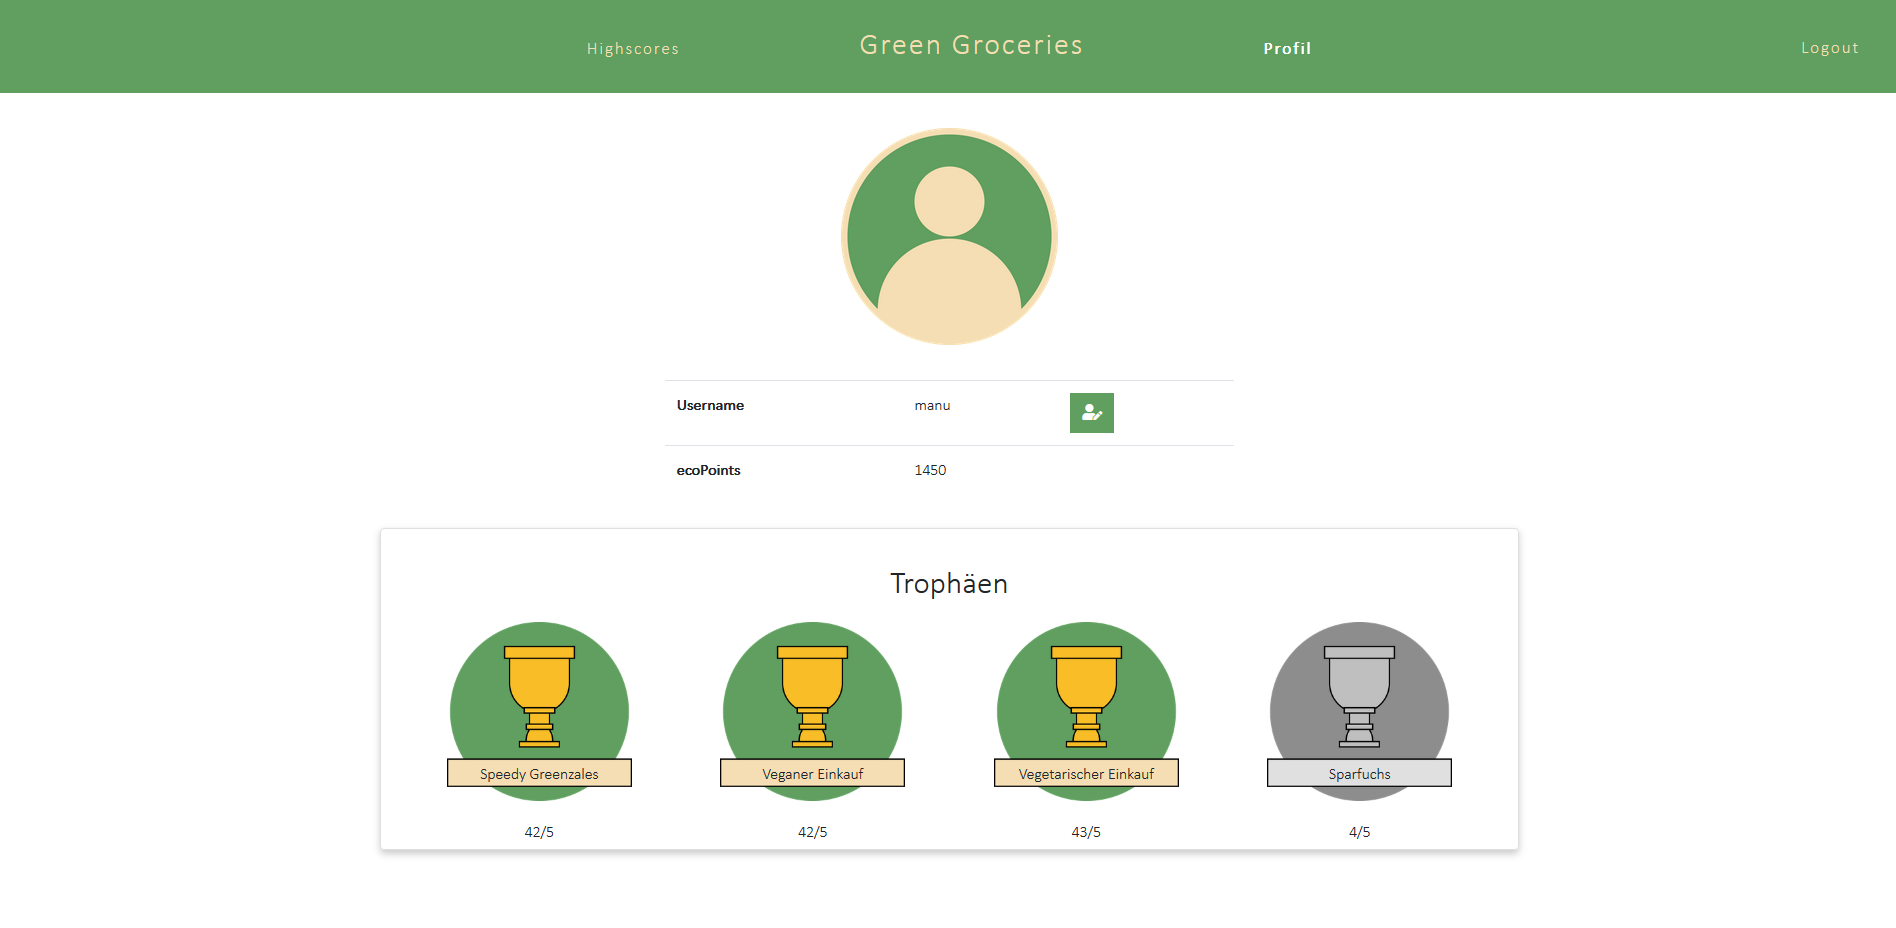 Highscores
Green Groceries
Profil
Logout
Username manu
ecoPoints 1450
Trophäen
Speedy Greenzales
Veganer Einkauf
Vegetarischer Einkauf
Sparfuchs
42/5
42/5
43/5
4/5